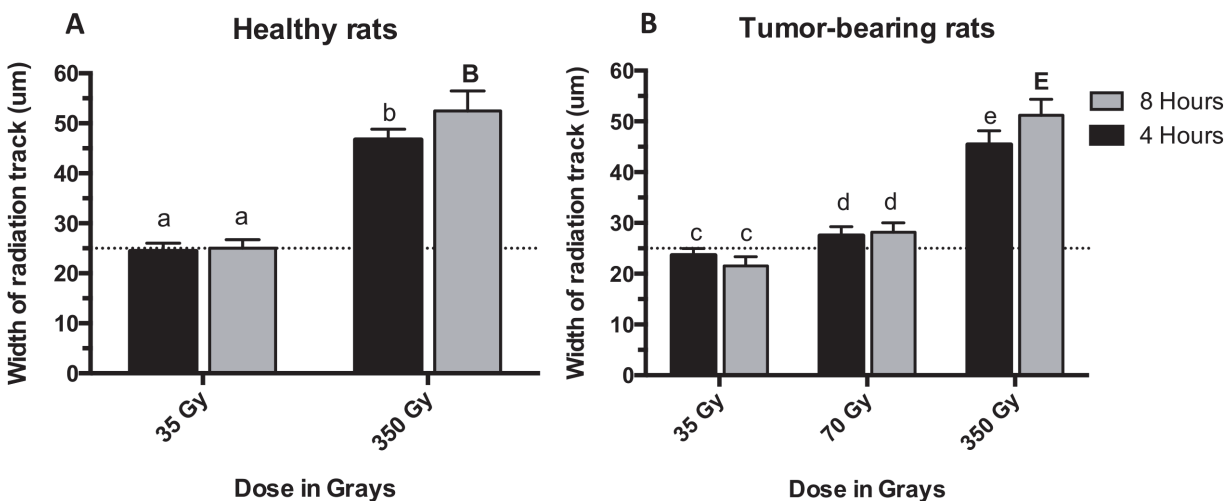 A
Healthy rats
Width of radiation track (um)
60
50
40
30
20
10
0
a
a
b
B
35 Gy
350 Gy
Dose in Grays
B
Tumor-bearing rats
Width of radiation track (um)
60
50
40
30
20
10
0
c
c
d
d
e
E
35 Gy
70 Gy
350 Gy
Dose in Grays
8 Hours
4 Hours